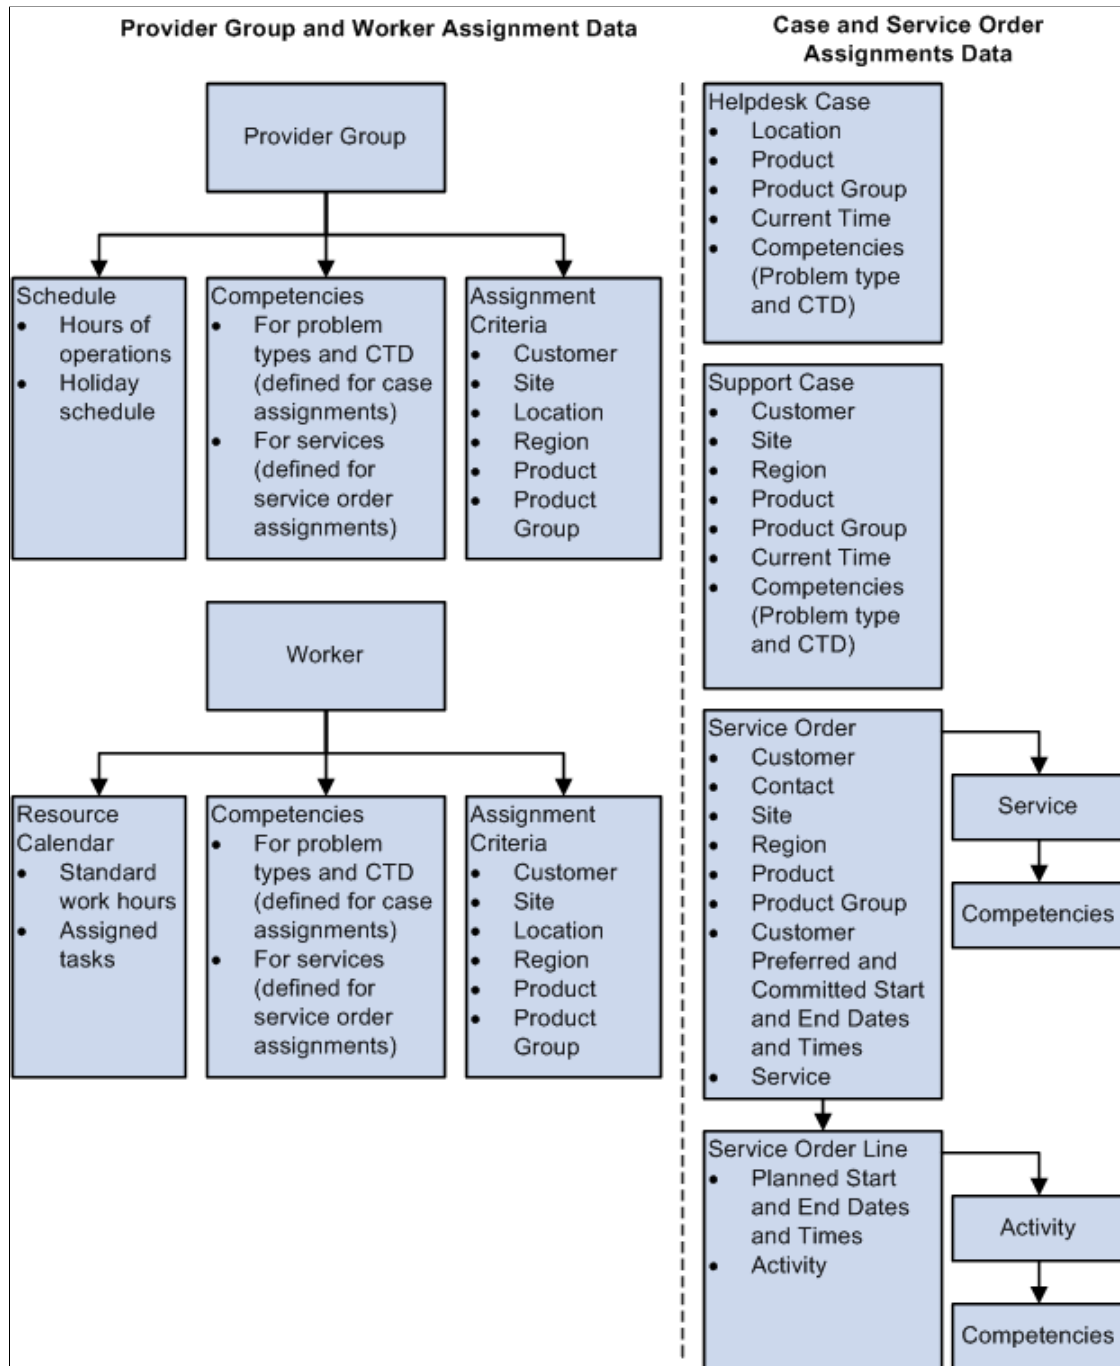 Provider Group and Worker Assignment Data
Provider Group
Schedule
• Hours of
operations
• Holiday
schedule
Competencies
• For problem
types and CTD
(defined for case
assignments)
• For services
(defined for
service order
assignments)
Assignment
Criteria
• Customer
• Site
• Location
• Region
• Product
• Product
Group
Worker
Resource
Calendar
• Standard
work hours
• Assigned
tasks
Competencies
• For problem
types and CTD
(defined for case
assignments)
• For services
(defined for
service order
assignments)
Assignment
Criteria
• Customer
• Site
• Location
• Region
• Product
• Product
Group
Case and Service Order
Assignments Data
Helpdesk Case
• Location
• Product
• Product Group
• Current Time
• Competencies
(Problem type
and CTD)
Support Case
• Customer
• Site
• Region
• Product
• Product Group
• Current Time
• Competencies
(Problem type
and CTD)
Service Order
• Customer
• Contact
• Site
• Region
• Product
• Product Group
• Customer
Preferred and
Committed Start
and End Dates
and Times
• Service
Service
Competencies
Service Order Line
• Planned Start
and End Dates
and Times
• Activity
Activity
Competencies